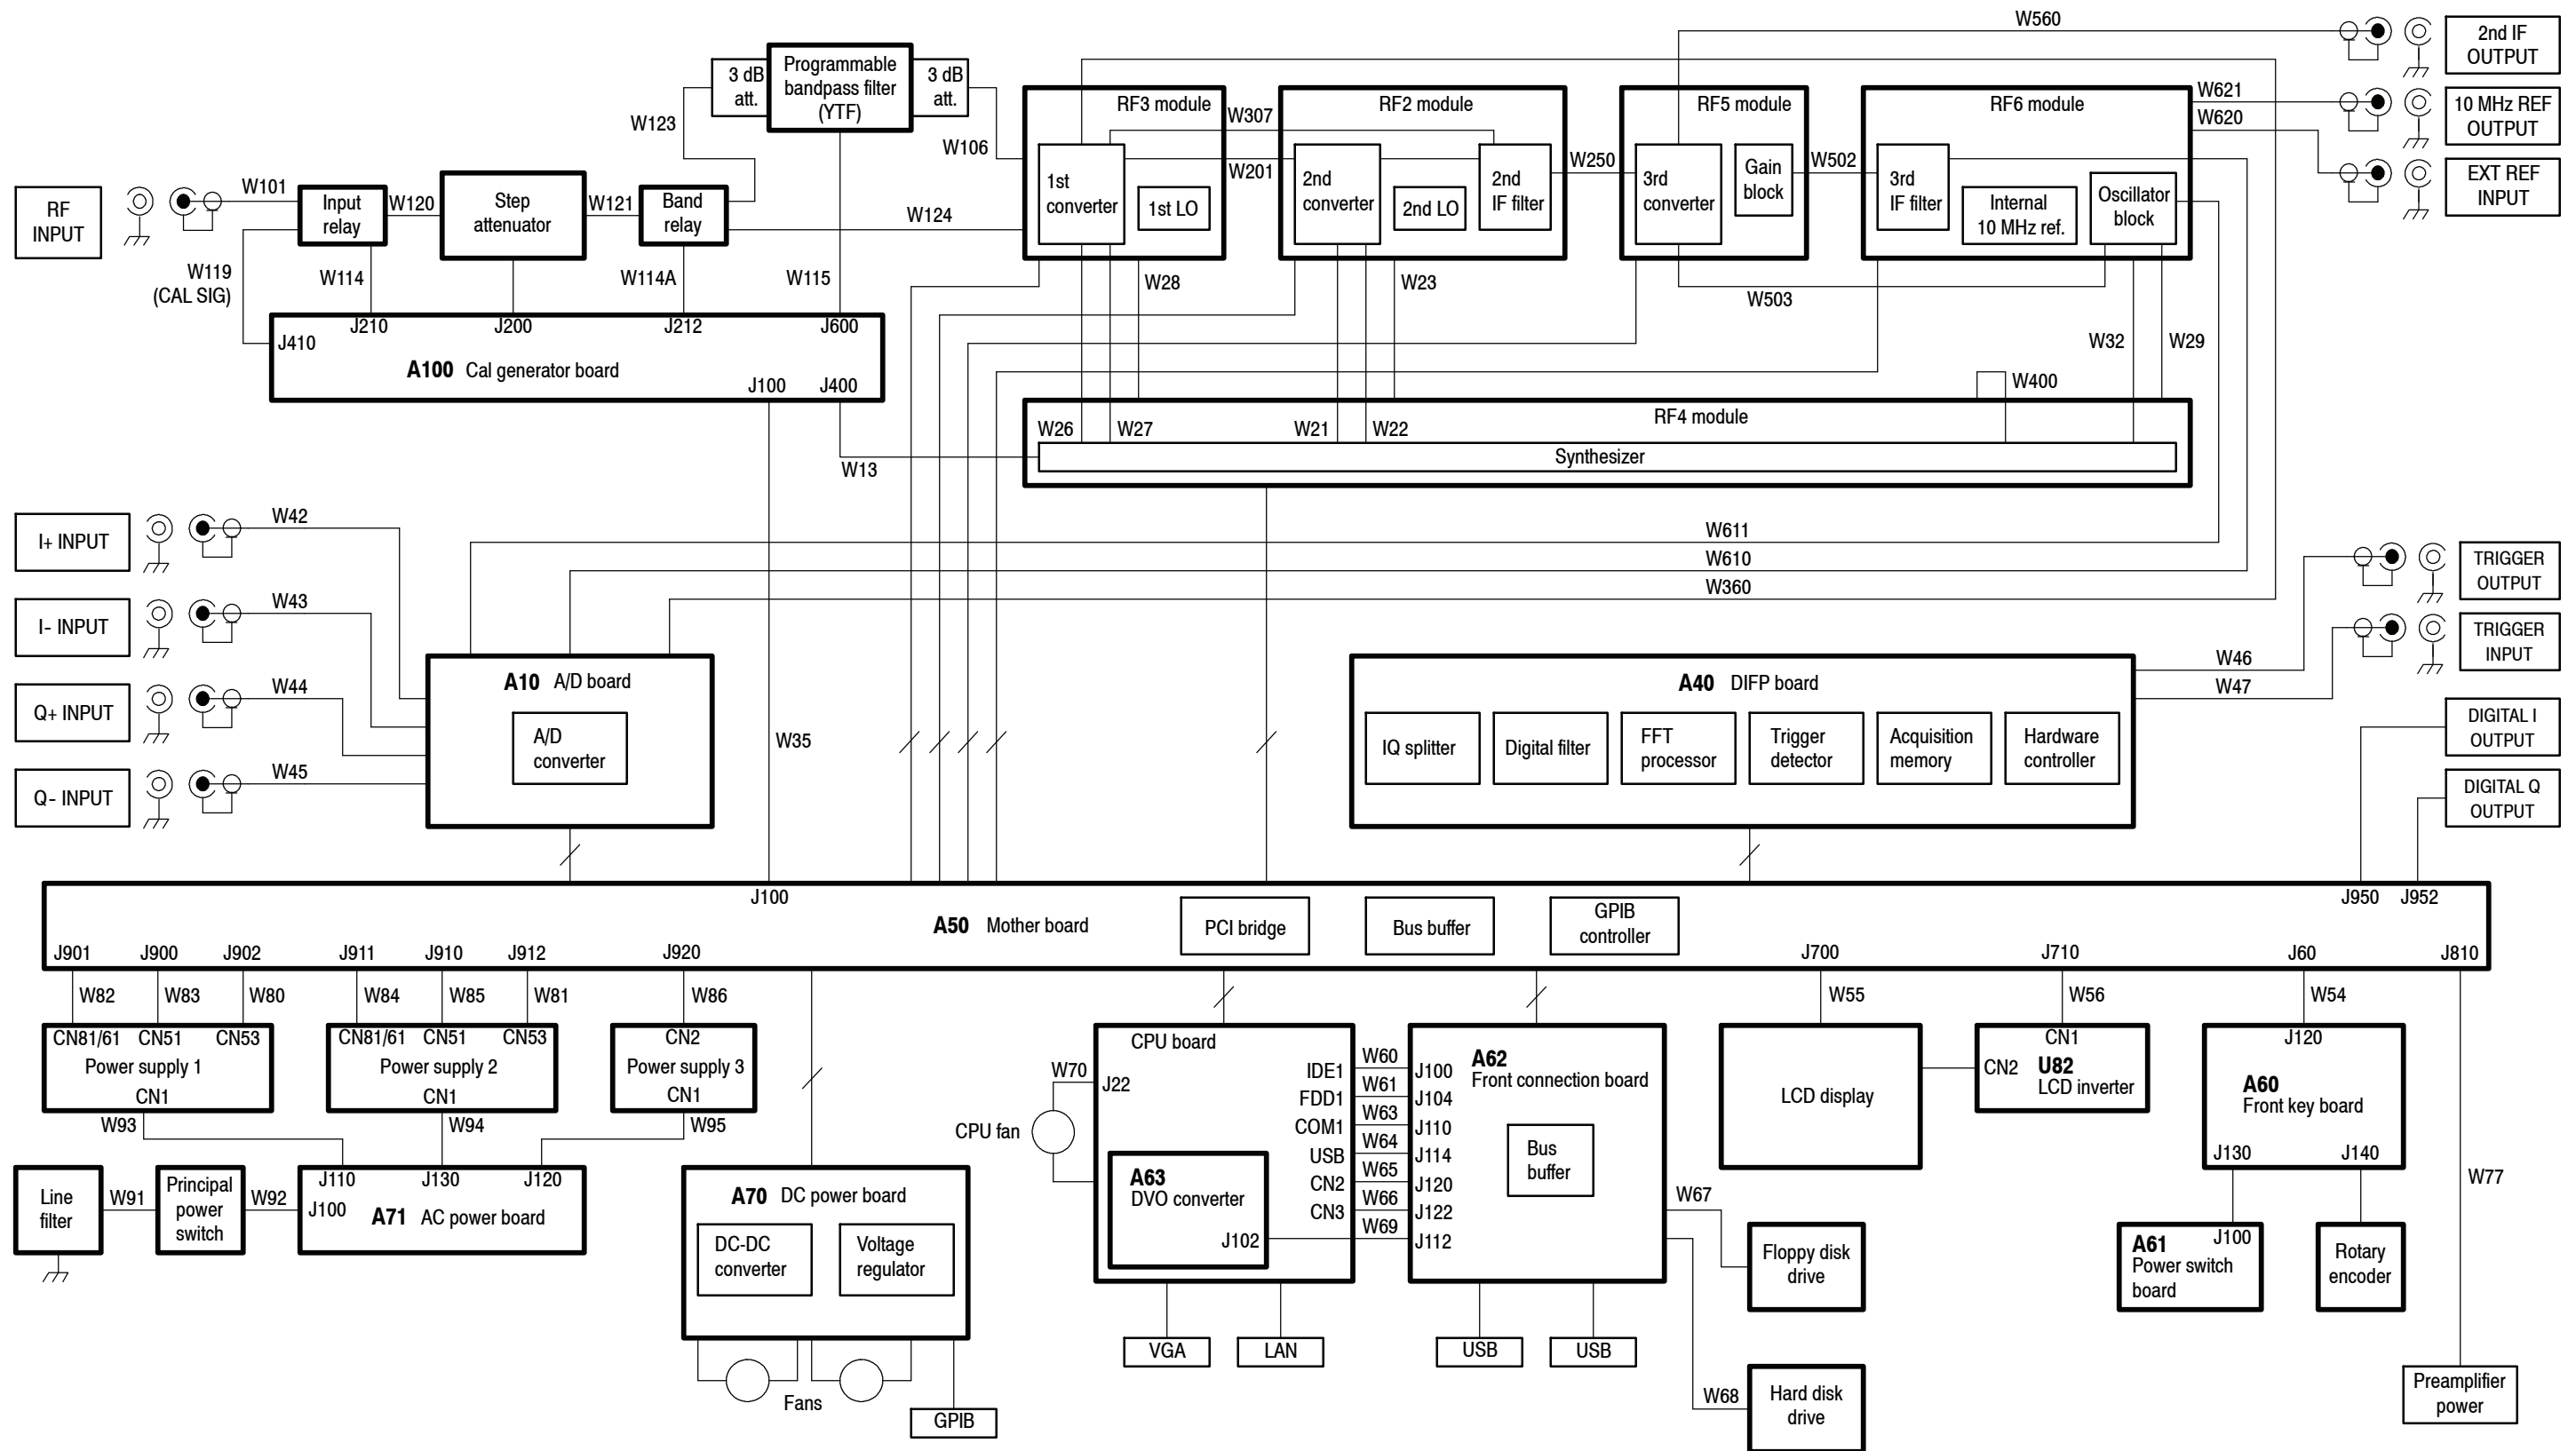 W560
2nd IF
OUTPUT
3 dB
att.
Programmable
bandpass filter
(YTF)
3 dB
att.
W123
W106
RF3 module
W307
RF2 module
RF5 module
RF6 module
W621
W620
10 MHz REF
OUTPUT
EXT REF
INPUT
1st
converter
1st LO
W201
2nd
converter
2nd LO
2nd
IF filter
W250
3rd
converter
Gain
block
W502
3rd
IF filter
Internal
10 MHz ref.
Oscillator
block
RF
INPUT
W101
Input
relay
W120
Step
attenuator
W121
Band
relay
W124
W119
(CAL SIG)
W114
W114A
W115
W28
W23
W503
W32
W29
J210
J200
J212
J600
J410
A100 Cal generator board
J100
J400
W400
RF4 module
W26
W27
W21
W22
W13
Synthesizer
I+ INPUT
W42
W611
W610
W360
TRIGGER
OUTPUT
I- INPUT
W43
TRIGGER
INPUT
Q+ INPUT
W44
A10 A/D board
A/D
converter
W35
A40 DIFP board
W46
W47
IQ splitter
Digital filter
FFT
processor
Trigger
detector
Acquisition
memory
Hardware
controller
DIGITAL I
OUTPUT
Q- INPUT
W45
DIGITAL Q
OUTPUT
J100
J950
J952
A50 Mother board
PCI bridge
Bus buffer
GPIB
controller
J901
J900
J902
J911
J910
J912
J920
J700
J710
J60
J810
W82
W83
W80
W84
W85
W81
W86
W55
W56
W54
CN81/61
CN51
CN53
Power supply 1
CN1
CN81/61
CN51
CN53
Power supply 2
CN1
CN2
Power supply 3
CN1
W93
W94
W95
Line
filter
W91
Principal
power
switch
W92
J110
J130
J120
J100
A71 AC power board
A70 DC power board
DC-DC
converter
Voltage
regulator
Fans
GPIB
CPU board
W70
J22
CPU fan
IDE1
W60
J100
FDD1
W61
J104
COM1
W63
J110
USB
W64
J114
CN2
W65
J120
CN3
W66
J122
W69
J112
A63
DVO converter
J102
VGA
LAN
A62
Front connection board
Bus
buffer
USB
USB
W67
Floppy disk
drive
W68
Hard disk
drive
LCD display
CN1
CN2
U82
LCD inverter
J120
A60
Front key board
J130
J140
J100
A61
Power switch
board
Rotary
encoder
W77
Preamplifier
power